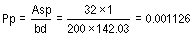 Pp = Asp / bd = 32 × 1 / 200 × 142.03 = 0.001126